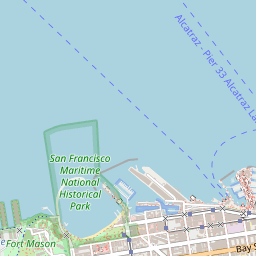 Alcatraz - Pier 33 Alcatraz La
San Francisco
Maritime
National
Historical
Park
Fort Mason
Bay S